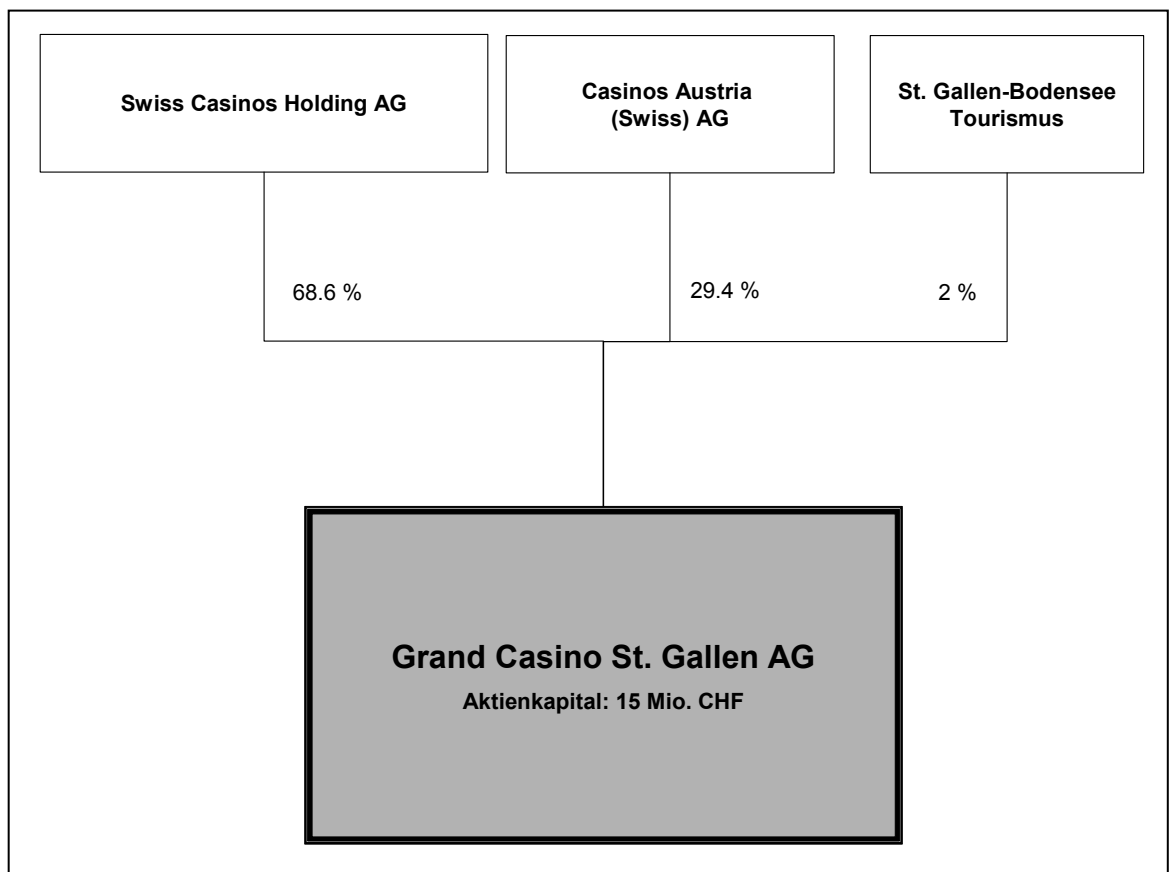 Swiss Casinos Holding AG
Casinos Austria
(Swiss) AG
St. Gallen-Bodensee
Tourismus
68.6 %
29.4 %
2 %
Grand Casino St. Gallen AG
Aktienkapital: 15 Mio. CHF